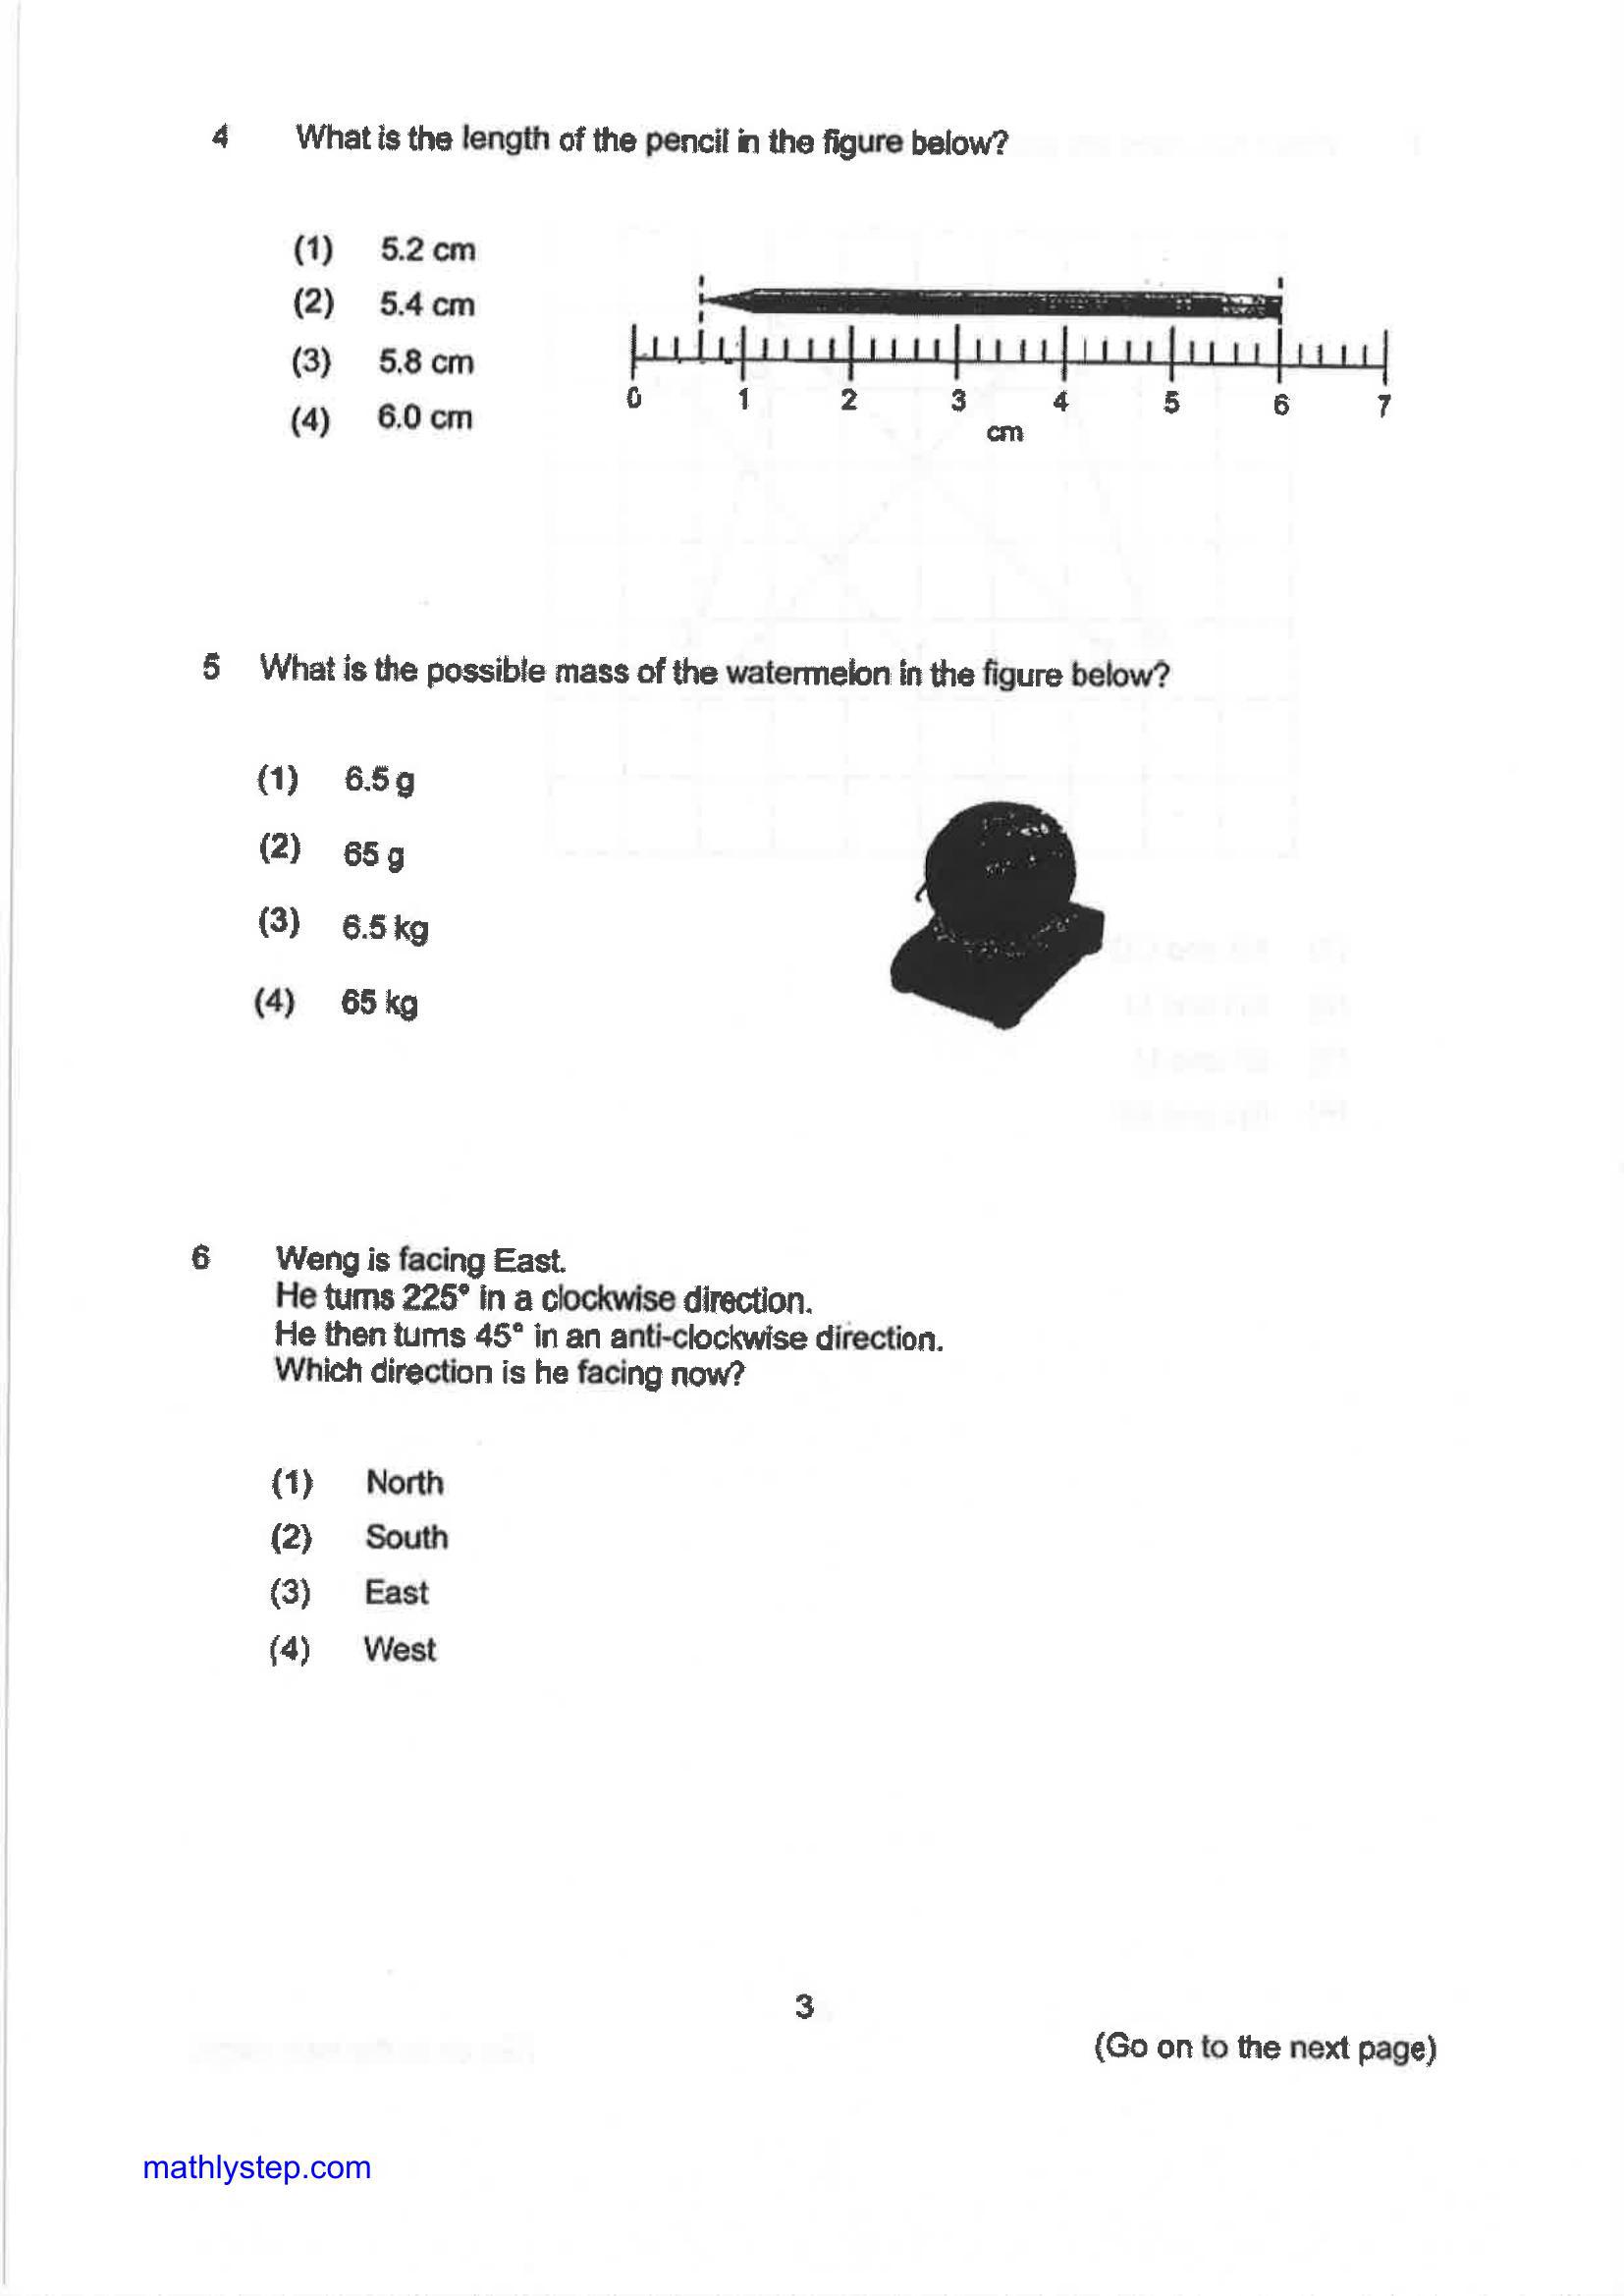 4 What is the length of the pencil in the figure below?
(1) 5.2 cm
(2) 5.4 cm
(3) 5.8 cm
(4) 6.0 cm
0 1 2 3 4 5 6 7
cm
5 What is the possible mass of the watermelon in the figure below?
(1) 6.5 g
(2) 65 g
(3) 6.5 kg
(4) 65 kg
6 Weng is facing East.
He turns 225° in a clockwise direction.
He then turns 45° in an anti-clockwise direction.
Which direction is he facing now?
(1) North
(2) South
(3) East
(4) West
3
(Go on to the next page)
mathlystep.com